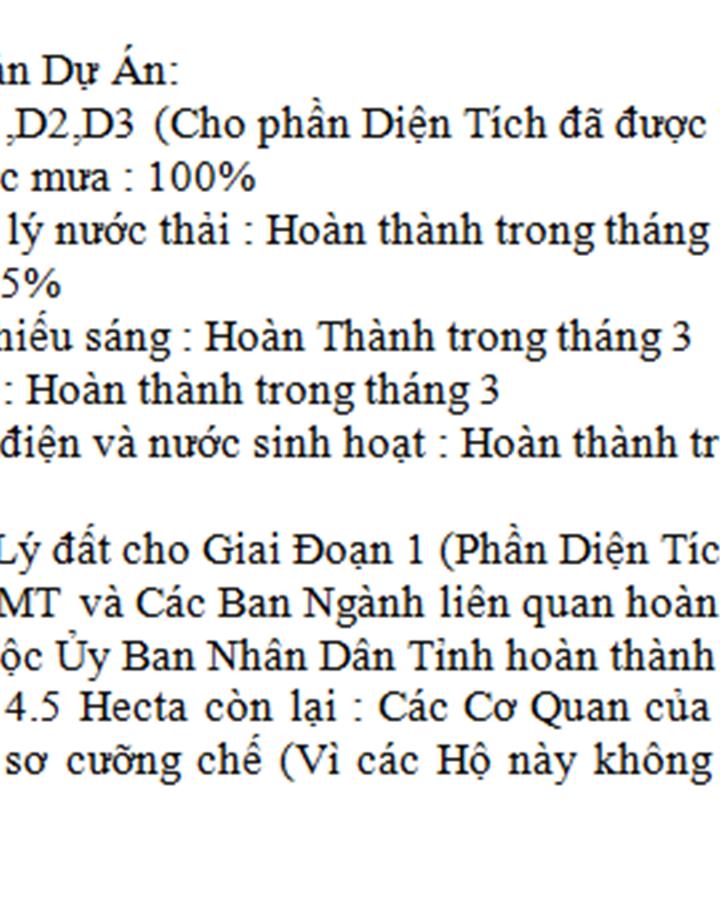 án Dự Án:
,D2,D3 (Cho phần Diện Tích đã được
c mưa : 100%
lý nước thải : Hoàn thành trong tháng
5%
hiếu sáng : Hoàn Thành trong tháng 3
: Hoàn thành trong tháng 3
điện và nước sinh hoạt : Hoàn thành tr
Lý đất cho Giai Đoạn 1 (Phần Diện Tíc
MT và Các Ban Ngành liên quan hoàn
ộc Ủy Ban Nhân Dân Tỉnh hoàn thành
4.5 Hecta còn lại : Các Cơ Quan của
sơ cưỡng chế (Vì các Hộ này không